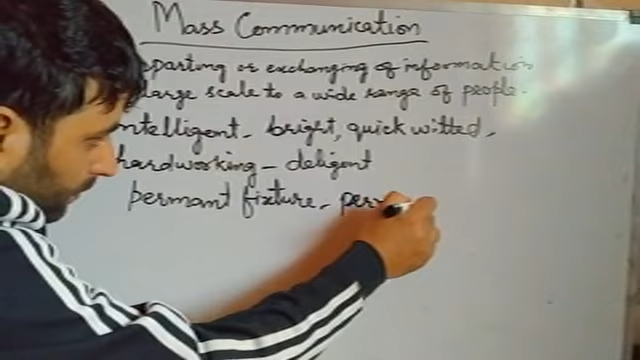 Mass Communication
parting or exchanging of information
large scale to a wide range of people.
ntelligent - bright, quick witted,
hardworking - deligent
permant fixture - per